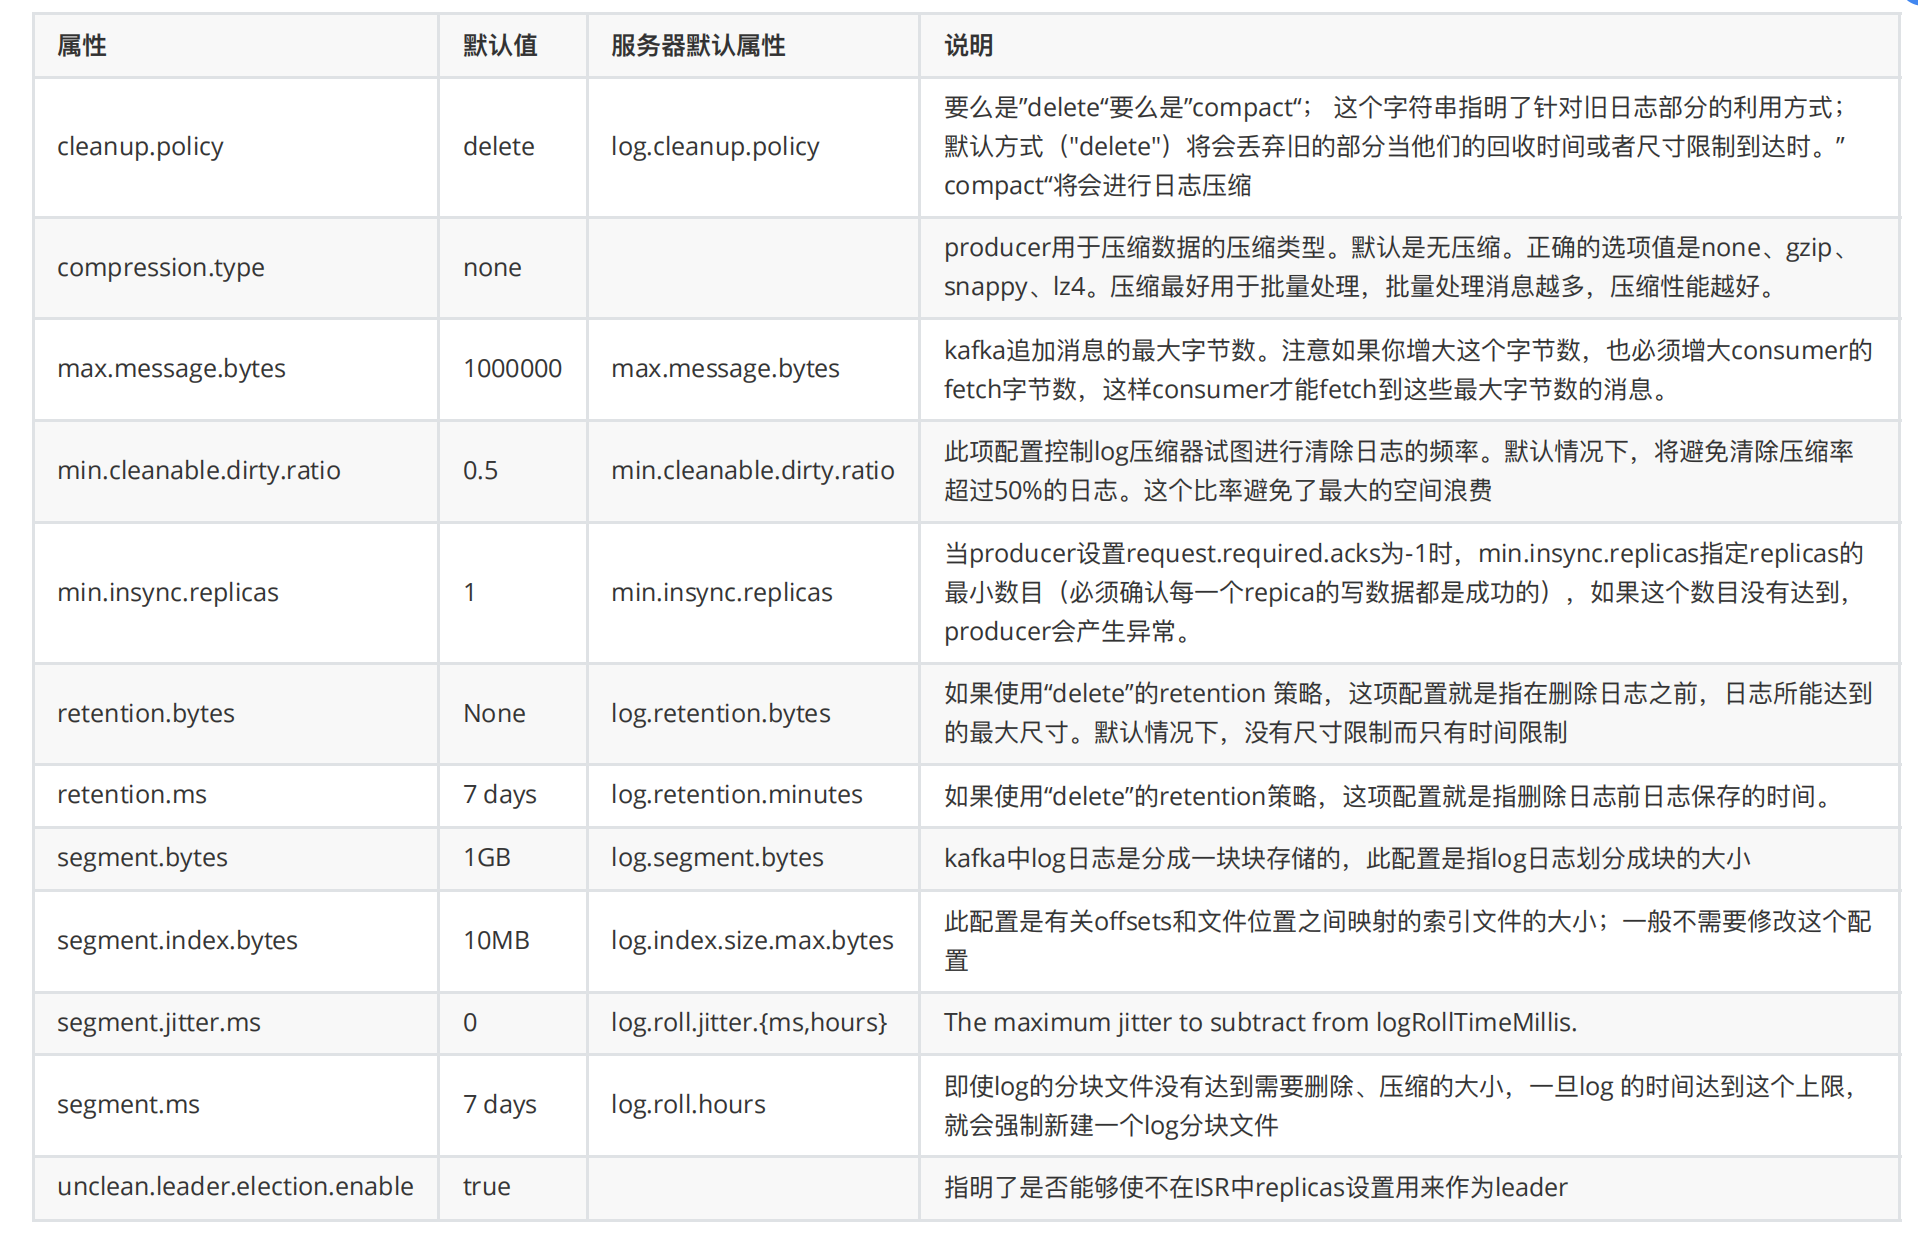 属性 默认值 服务器默认属性 说明
要么是”delete“要么是”compact“； 这个字符串指明了针对旧日志部分的利用方式；
cleanup.policy delete log.cleanup.policy 默认方式（"delete"）将会丢弃旧的部分当他们的回收时间或者尺寸限制到达时。”
compact“将会进行日志压缩
producer用于压缩数据的压缩类型。默认是无压缩。正确的选项值是none、gzip、
compression.type none
snappy、lz4。压缩最好用于批量处理，批量处理消息越多，压缩性能越好。
kafka追加消息的最大字节数。注意如果你增大这个字节数，也必须增大consumer的
max.message.bytes 1000000 max.message.bytes
fetch字节数，这样consumer才能fetch到这些最大字节数的消息。
此项配置控制log压缩器试图进行清除日志的频率。默认情况下，将避免清除压缩率
min.cleanable.dirty.ratio 0.5 min.cleanable.dirty.ratio
超过50%的日志。这个比率避免了最大的空间浪费
当producer设置request.required.acks为-1时，min.insync.replicas指定replicas的
min.insync.replicas 1 min.insync.replicas 最小数目（必须确认每一个repica的写数据都是成功的），如果这个数目没有达到，
producer会产生异常。
如果使用“delete”的retention 策略，这项配置就是指在删除日志之前，日志所能达到
retention.bytes None log.retention.bytes
的最大尺寸。默认情况下，没有尺寸限制而只有时间限制
retention.ms 7 days log.retention.minutes 如果使用“delete”的retention策略，这项配置就是指删除日志前日志保存的时间。
segment.bytes 1GB log.segment.bytes kafka中log日志是分成一块块存储的，此配置是指log日志划分成块的大小
此配置是有关offsets和文件位置之间映射的索引文件的大小；一般不需要修改这个配
segment.index.bytes 10MB log.index.size.max.bytes
置
segment.jitter.ms 0 log.roll.jitter.{ms,hours} The maximum jitter to subtract from logRollTimeMillis.
即使log的分块文件没有达到需要删除、压缩的大小，一旦log 的时间达到这个上限，
segment.ms 7 days log.roll.hours
就会强制新建一个log分块文件
unclean.leader.election.enable true 指明了是否能够使不在ISR中replicas设置用来作为leader